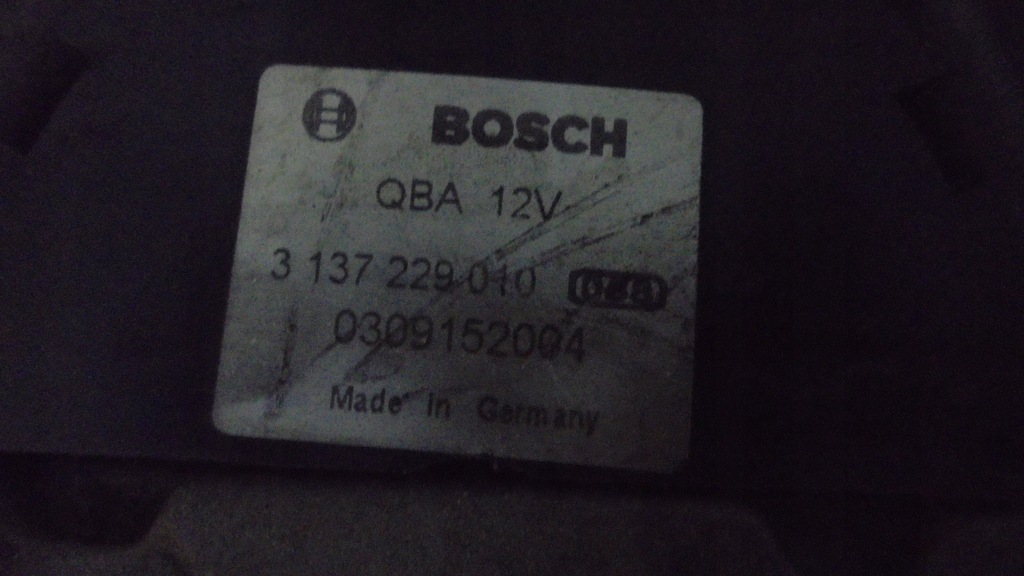 BOSCH
QBA 12V
3 137 229 010
0309152004
Made in Germany